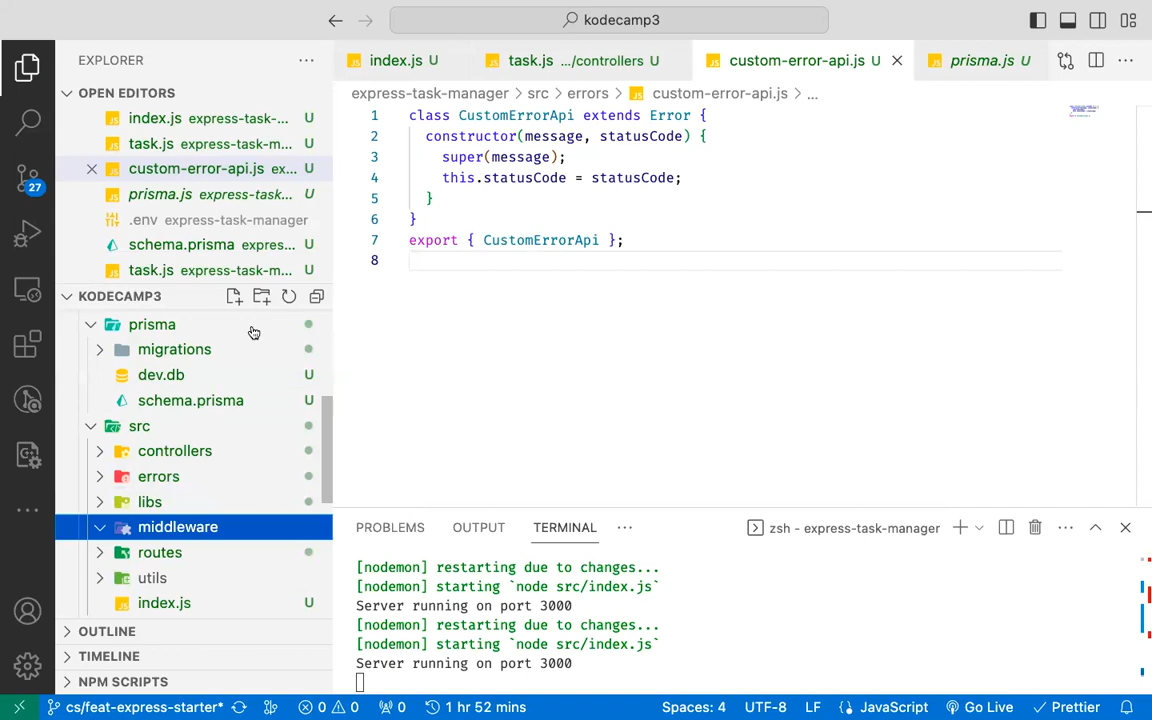 kodecamp3
EXPLORER
OPEN EDITORS
index.js express-task-... U
task.js express-task-m... U
custom-error-api.js ex... U
prisma.js express-task... U
.env express-task-manager
schema.prisma expres... U
task.js express-task-m... U
KODECAMP3
prisma
migrations
dev.db U
schema.prisma U
src
controllers
errors
libs
middleware
routes
utils
index.js U
OUTLINE
TIMELINE
NPM SCRIPTS
27
index.js U
task.js .../controllers U
custom-error-api.js U
prisma.js U
express-task-manager > src > errors > custom-error-api.js > ...
1 class CustomErrorApi extends Error {
2 constructor(message, statusCode) {
3 super(message);
4 this.statusCode = statusCode;
5 }
6 }
7 export { CustomErrorApi };
8
PROBLEMS OUTPUT TERMINAL ... zsh - express-task-manager
[nodemon] restarting due to changes...
[nodemon] starting `node src/index.js`
Server running on port 3000
[nodemon] restarting due to changes...
[nodemon] starting `node src/index.js`
Server running on port 3000
cs/feat-express-starter* 0 0 0 1 hr 52 mins Spaces: 4 UTF-8 LF JavaScript Go Live Prettier